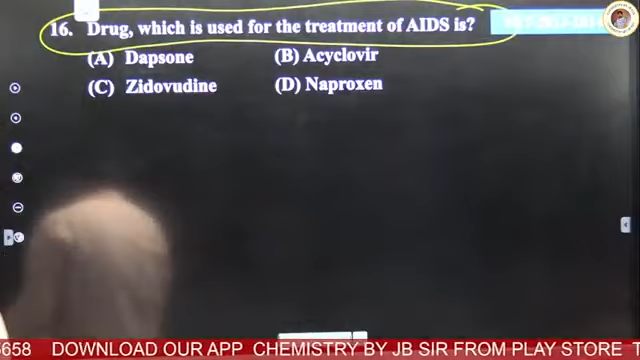 16. Drug, which is used for the treatment of AIDS is?
(A) Dapsone (B) Acyclovir
(C) Zidovudine (D) Naproxen
5658 DOWNLOAD OUR APP CHEMISTRY BY JB SIR FROM PLAY STORE T